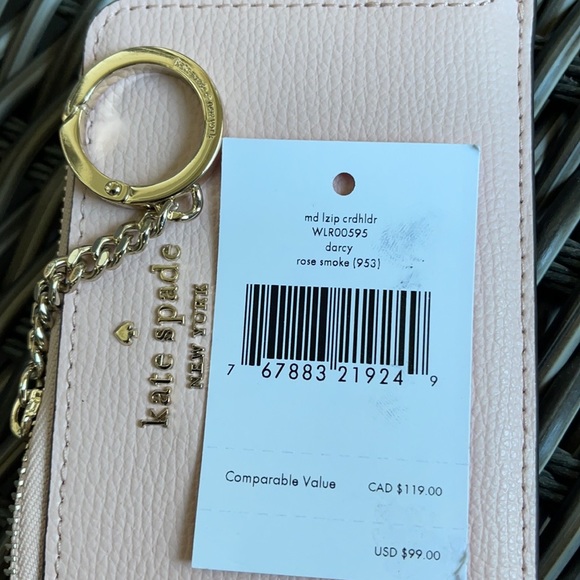 md lzip crdhldr
WLR00595
darcy
rose smoke (953)
7 67883 21924 9
Comparable Value CAD $119.00
USD $99.00
kate spade
NEW YORK